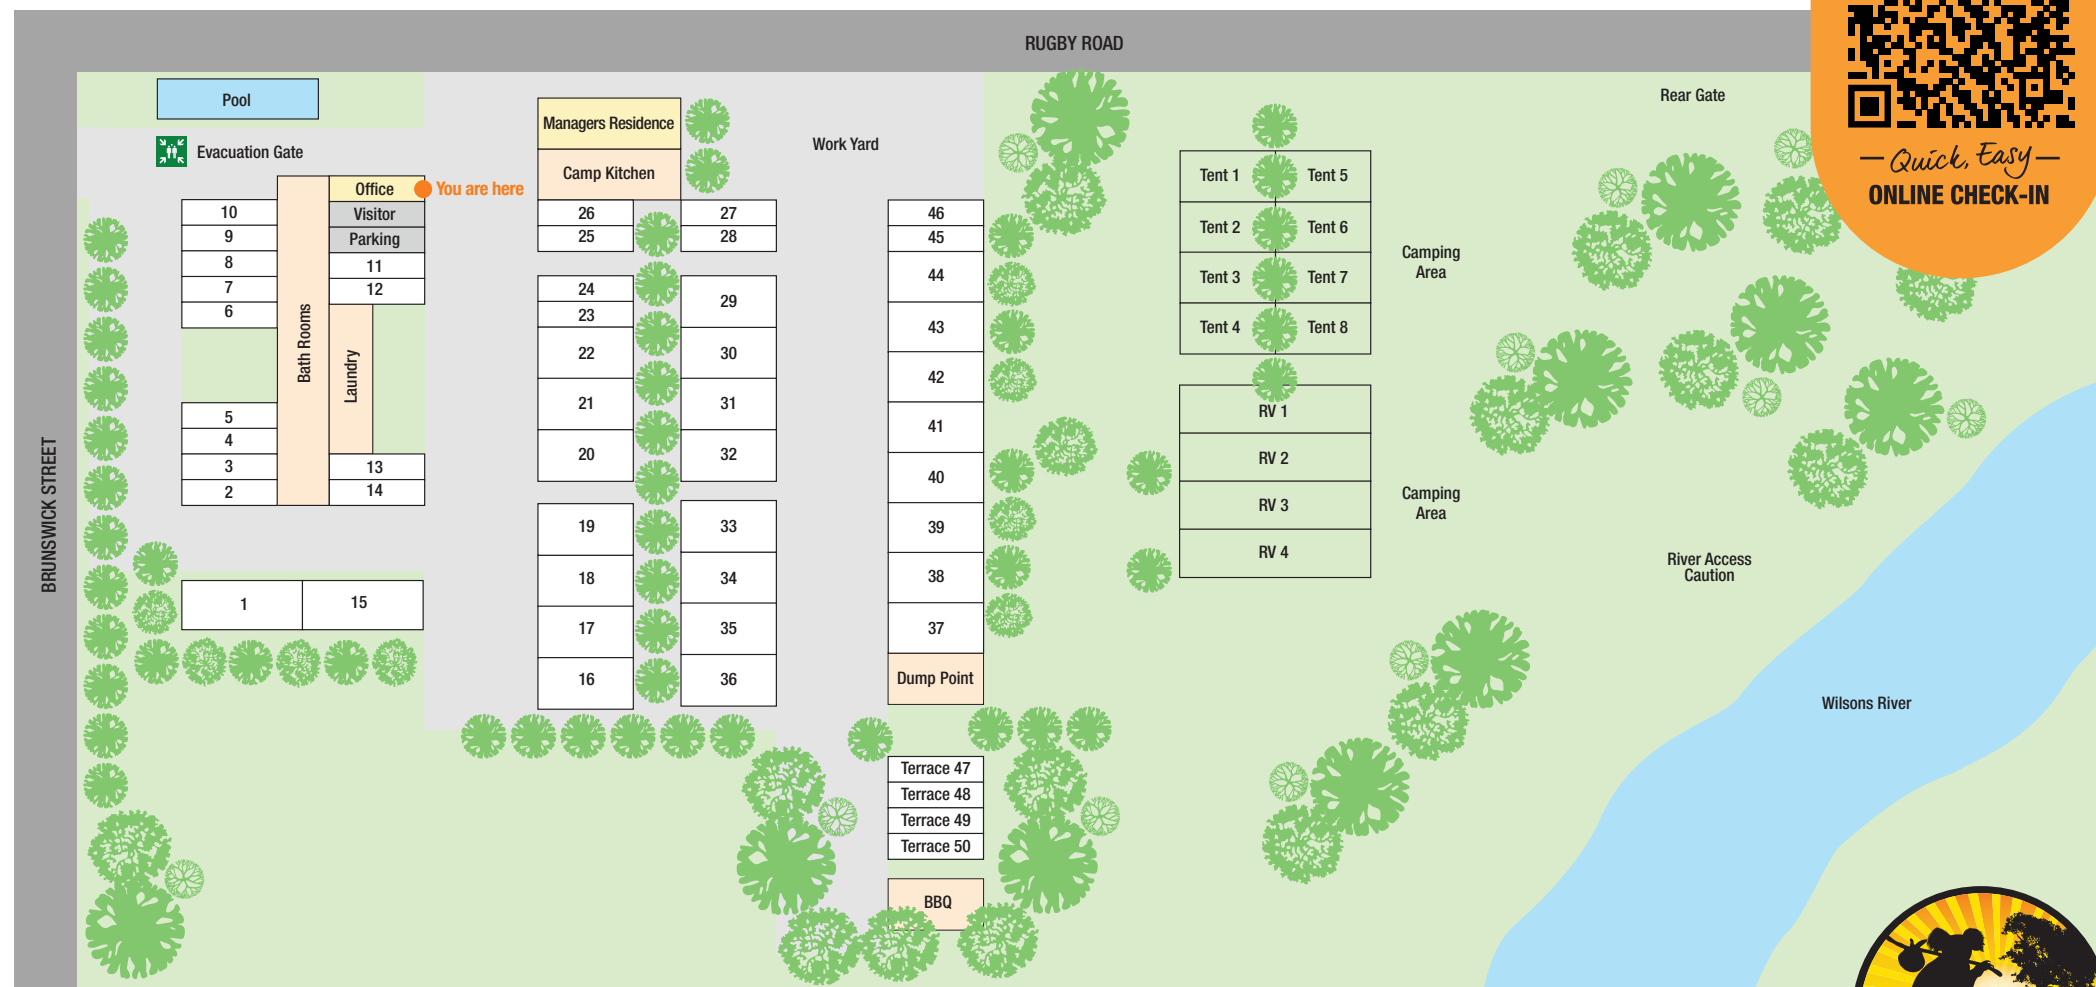 RUGBY ROAD
BRUNSWICK STREET
Pool
Evacuation Gate
Office
You are here
Visitor
Parking
10
9
8
7
6
5
4
3
2
Bath Rooms
11
12
Laundry
13
14
1
15
Managers Residence
Camp Kitchen
Work Yard
26
25
24
23
22
21
20
19
18
17
16
27
28
29
30
31
32
33
34
35
36
46
45
44
43
42
41
40
39
38
37
Dump Point
Terrace 47
Terrace 48
Terrace 49
Terrace 50
BBQ
Tent 1
Tent 5
Tent 2
Tent 6
Tent 3
Tent 7
Tent 4
Tent 8
Camping
Area
RV 1
RV 2
RV 3
RV 4
Camping
Area
Rear Gate
Quick, Easy
ONLINE CHECK-IN
River Access
Caution
Wilsons River